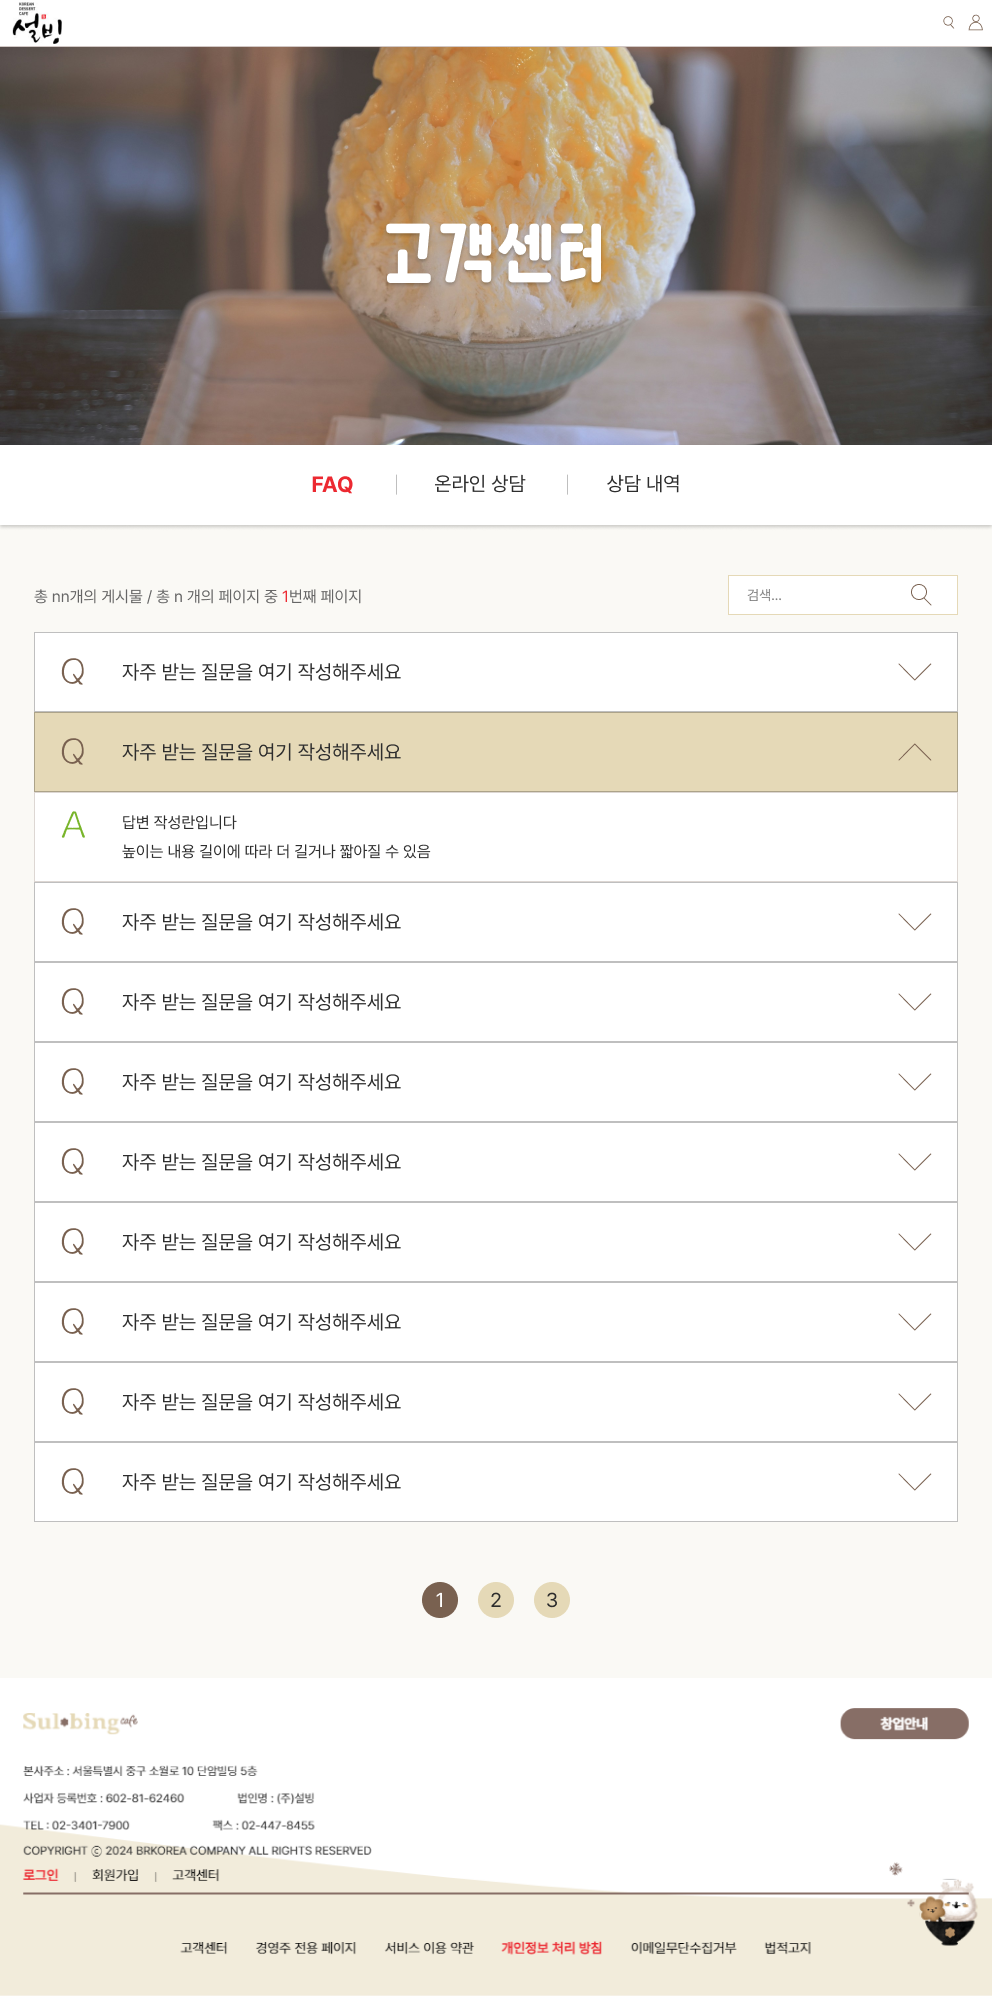 KOREAN
DESSERT
CAFE
설빙
고객센터
FAQ 온라인 상담 상담 내역
총 nn개의 게시물 / 총 n 개의 페이지 중 1번째 페이지
검색...
Q 자주 받는 질문을 여기 작성해주세요
Q 자주 받는 질문을 여기 작성해주세요
A 답변 작성란입니다
높이는 내용 길이에 따라 더 길거나 짧아질 수 있음
Q 자주 받는 질문을 여기 작성해주세요
Q 자주 받는 질문을 여기 작성해주세요
Q 자주 받는 질문을 여기 작성해주세요
Q 자주 받는 질문을 여기 작성해주세요
Q 자주 받는 질문을 여기 작성해주세요
Q 자주 받는 질문을 여기 작성해주세요
Q 자주 받는 질문을 여기 작성해주세요
Q 자주 받는 질문을 여기 작성해주세요
1 2 3
Sulbing cafe
창업안내
본사주소 : 서울특별시 중구 소월로 10 단암빌딩 5층
사업자 등록번호 : 602-81-62460 법인명 : (주)설빙
TEL : 02-3401-7900 팩스 : 02-447-8455
COPYRIGHT ⓒ 2024 BRKOREA COMPANY ALL RIGHTS RESERVED
로그인 | 회원가입 | 고객센터
고객센터 경영주 전용 페이지 서비스 이용 약관 개인정보 처리 방침 이메일무단수집거부 법적고지